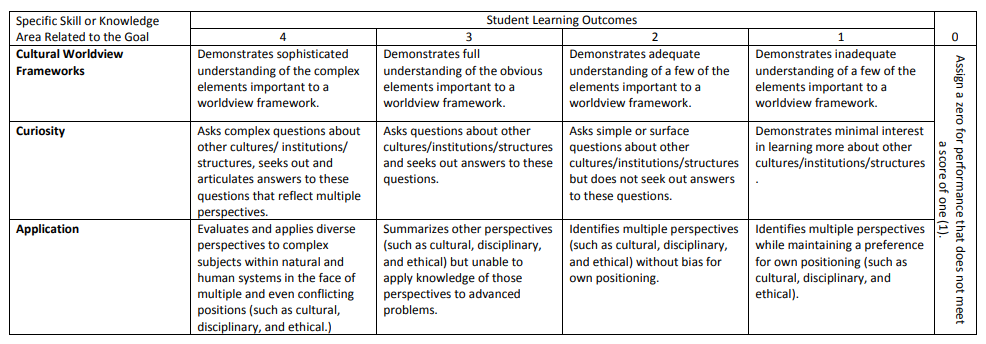 Specific Skill or Knowledge
Area Related to the Goal
Student Learning Outcomes
4
3
2
1
0
Cultural Worldview
Frameworks
Demonstrates sophisticated
understanding of the complex
elements important to a
worldview framework.
Demonstrates full
understanding of the obvious
elements important to a
worldview framework.
Demonstrates adequate
understanding of a few of the
elements important to a
worldview framework.
Demonstrates inadequate
understanding of a few of the
elements important to a
worldview framework.
Assign a zero for performance that does not meet
a score of one (1).
Curiosity
Asks complex questions about
other cultures/ institutions/
structures, seeks out and
articulates answers to these
questions that reflect multiple
perspectives.
Asks questions about other
cultures/institutions/structures
and seeks out answers to these
questions.
Asks simple or surface
questions about other
cultures/institutions/structures
but does not seek out answers
to these questions.
Demonstrates minimal interest
in learning more about other
cultures/institutions/structures
.
Application
Evaluates and applies diverse
perspectives to complex
subjects within natural and
human systems in the face of
multiple and even conflicting
positions (such as cultural,
disciplinary, and ethical.)
Summarizes other perspectives
(such as cultural, disciplinary,
and ethical) but unable to
apply knowledge of those
perspectives to advanced
problems.
Identifies multiple perspectives
(such as cultural, disciplinary,
and ethical) without bias for
own positioning.
Identifies multiple perspectives
while maintaining a preference
for own positioning (such as
cultural, disciplinary, and
ethical).